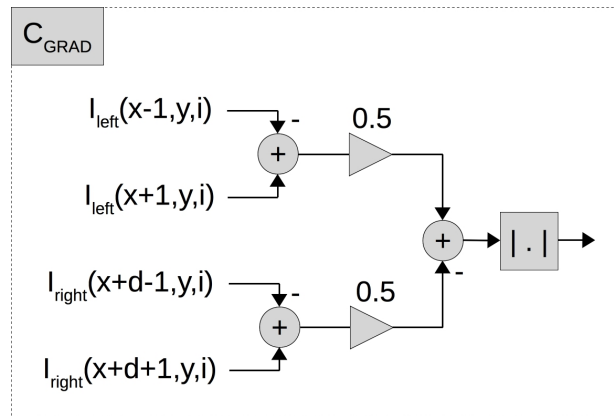 C_GRAD
I_left(x-1,y,i)
-
0.5
+
I_left(x+1,y,i)
+
| . |
-
I_right(x+d-1,y,i)
-
0.5
+
I_right(x+d+1,y,i)